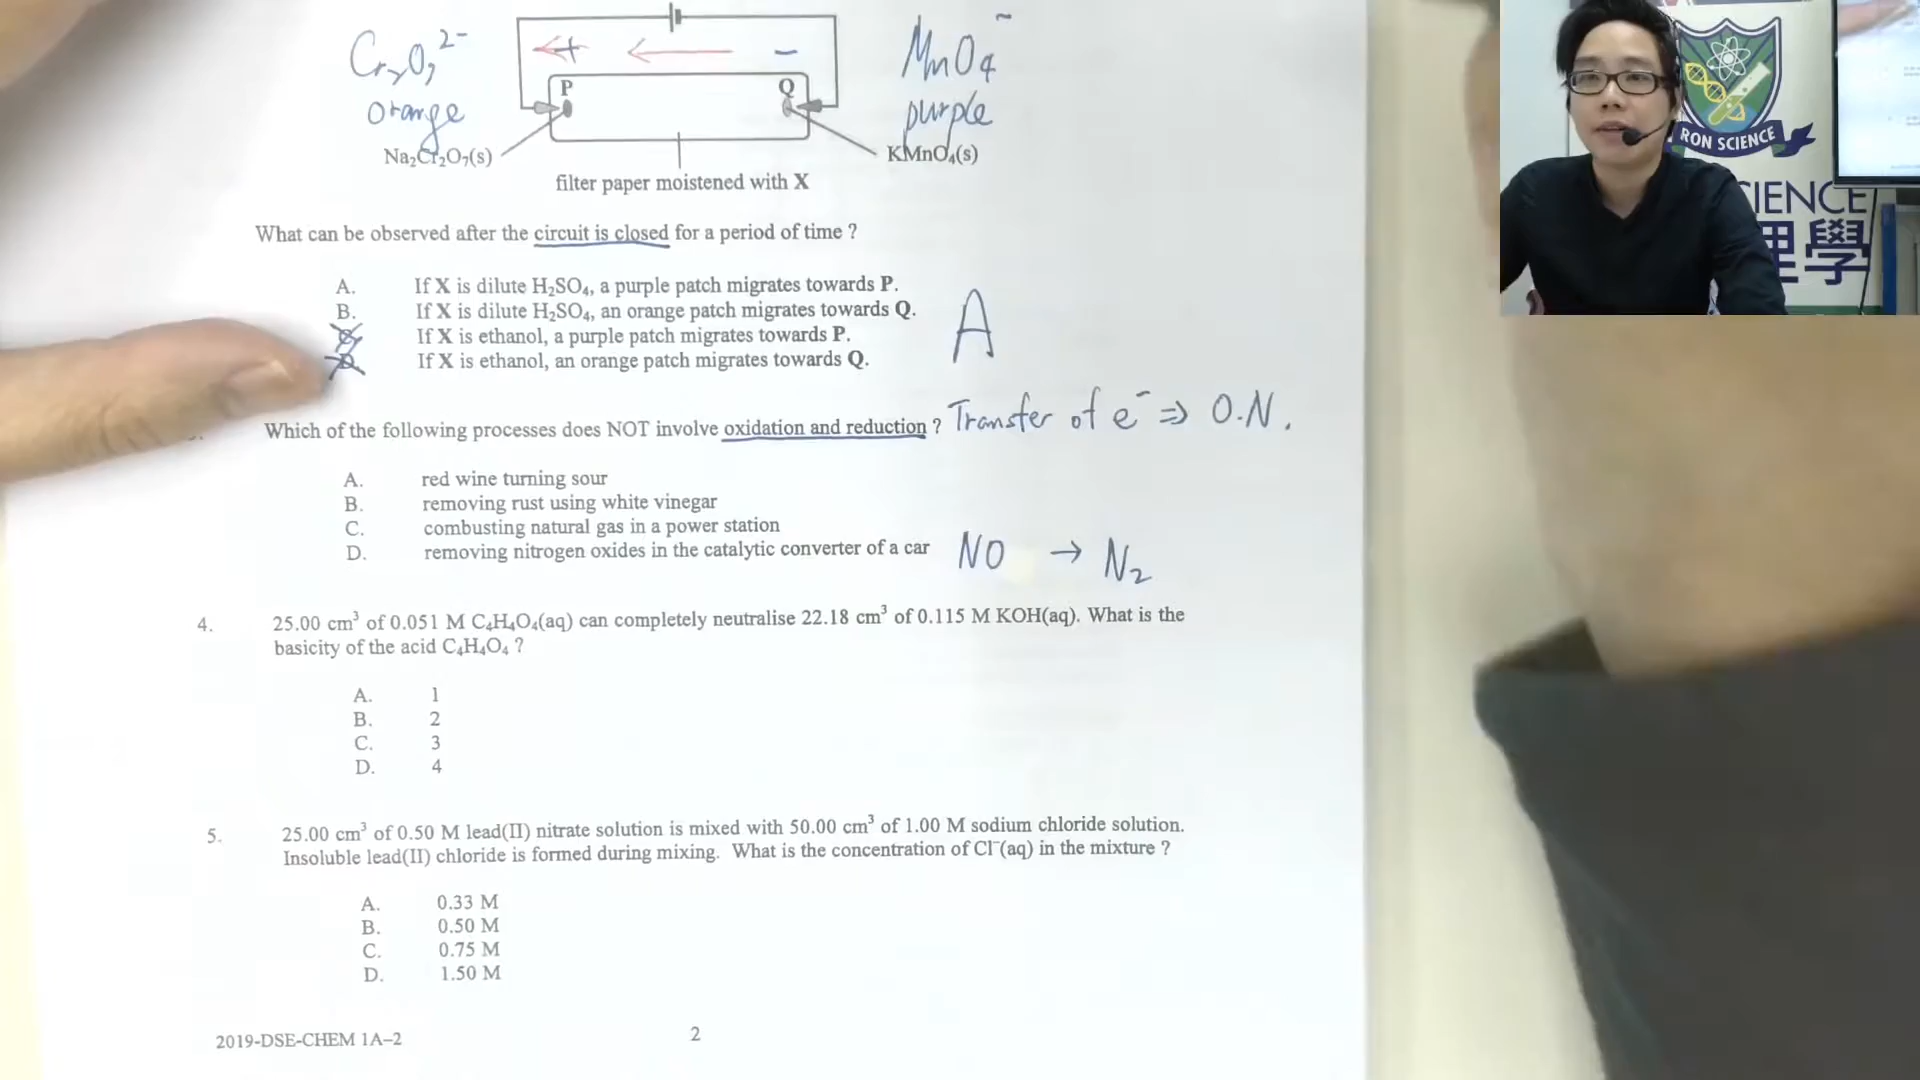 Cr₂O₇²⁻
orange
+
−
P
Q
MnO₄⁻
purple
Na₂Cr₂O₇(s)
KMnO₄(s)
filter paper moistened with X
What can be observed after the circuit is closed for a period of time ?
A. If X is dilute H₂SO₄, a purple patch migrates towards P.
B. If X is dilute H₂SO₄, an orange patch migrates towards Q.
C. If X is ethanol, a purple patch migrates towards P.
D. If X is ethanol, an orange patch migrates towards Q.
A
Which of the following processes does NOT involve oxidation and reduction ? Transfer of e⁻ ⇒ O.N.
A. red wine turning sour
B. removing rust using white vinegar
C. combusting natural gas in a power station
D. removing nitrogen oxides in the catalytic converter of a car NO → N₂
4. 25.00 cm³ of 0.051 M C₄H₄O₄(aq) can completely neutralise 22.18 cm³ of 0.115 M KOH(aq). What is the
basicity of the acid C₄H₄O₄ ?
A. 1
B. 2
C. 3
D. 4
5. 25.00 cm³ of 0.50 M lead(II) nitrate solution is mixed with 50.00 cm³ of 1.00 M sodium chloride solution.
Insoluble lead(II) chloride is formed during mixing. What is the concentration of Cl⁻(aq) in the mixture ?
A. 0.33 M
B. 0.50 M
C. 0.75 M
D. 1.50 M
2019-DSE-CHEM 1A–2
2
RON SCIENCE
SCIENCE
理學